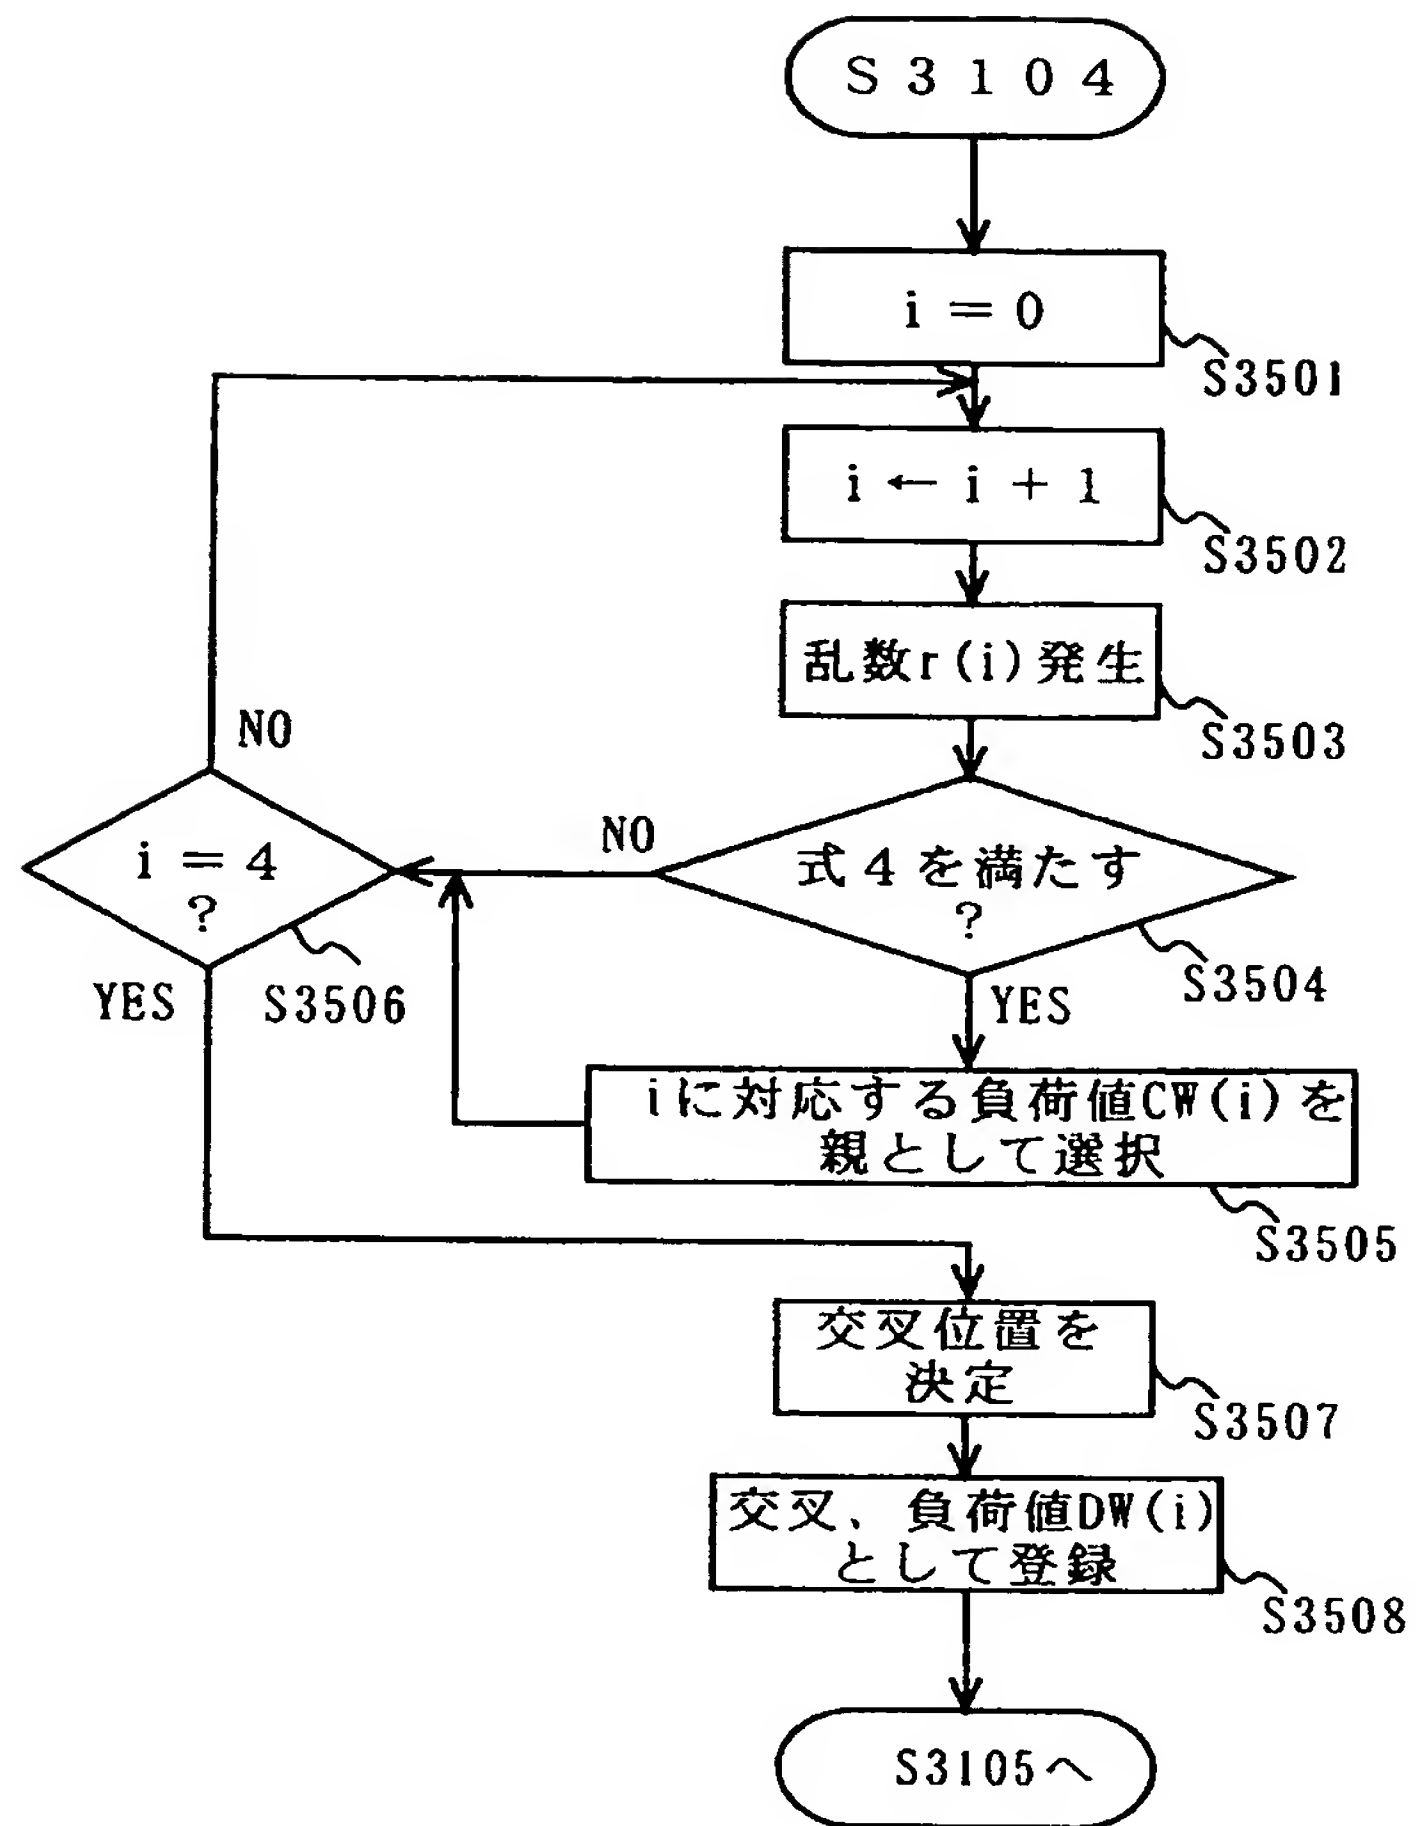 S3104
i = 0
S3501
i ← i + 1
S3502
乱数r(i)発生
S3503
NO
i = 4
?
NO
式4を満たす
?
S3504
YES
S3506
YES
iに対応する負荷値CW(i)を
親として選択
S3505
交叉位置を
決定
S3507
交叉、負荷値DW(i)
として登録
S3508
S3105へ